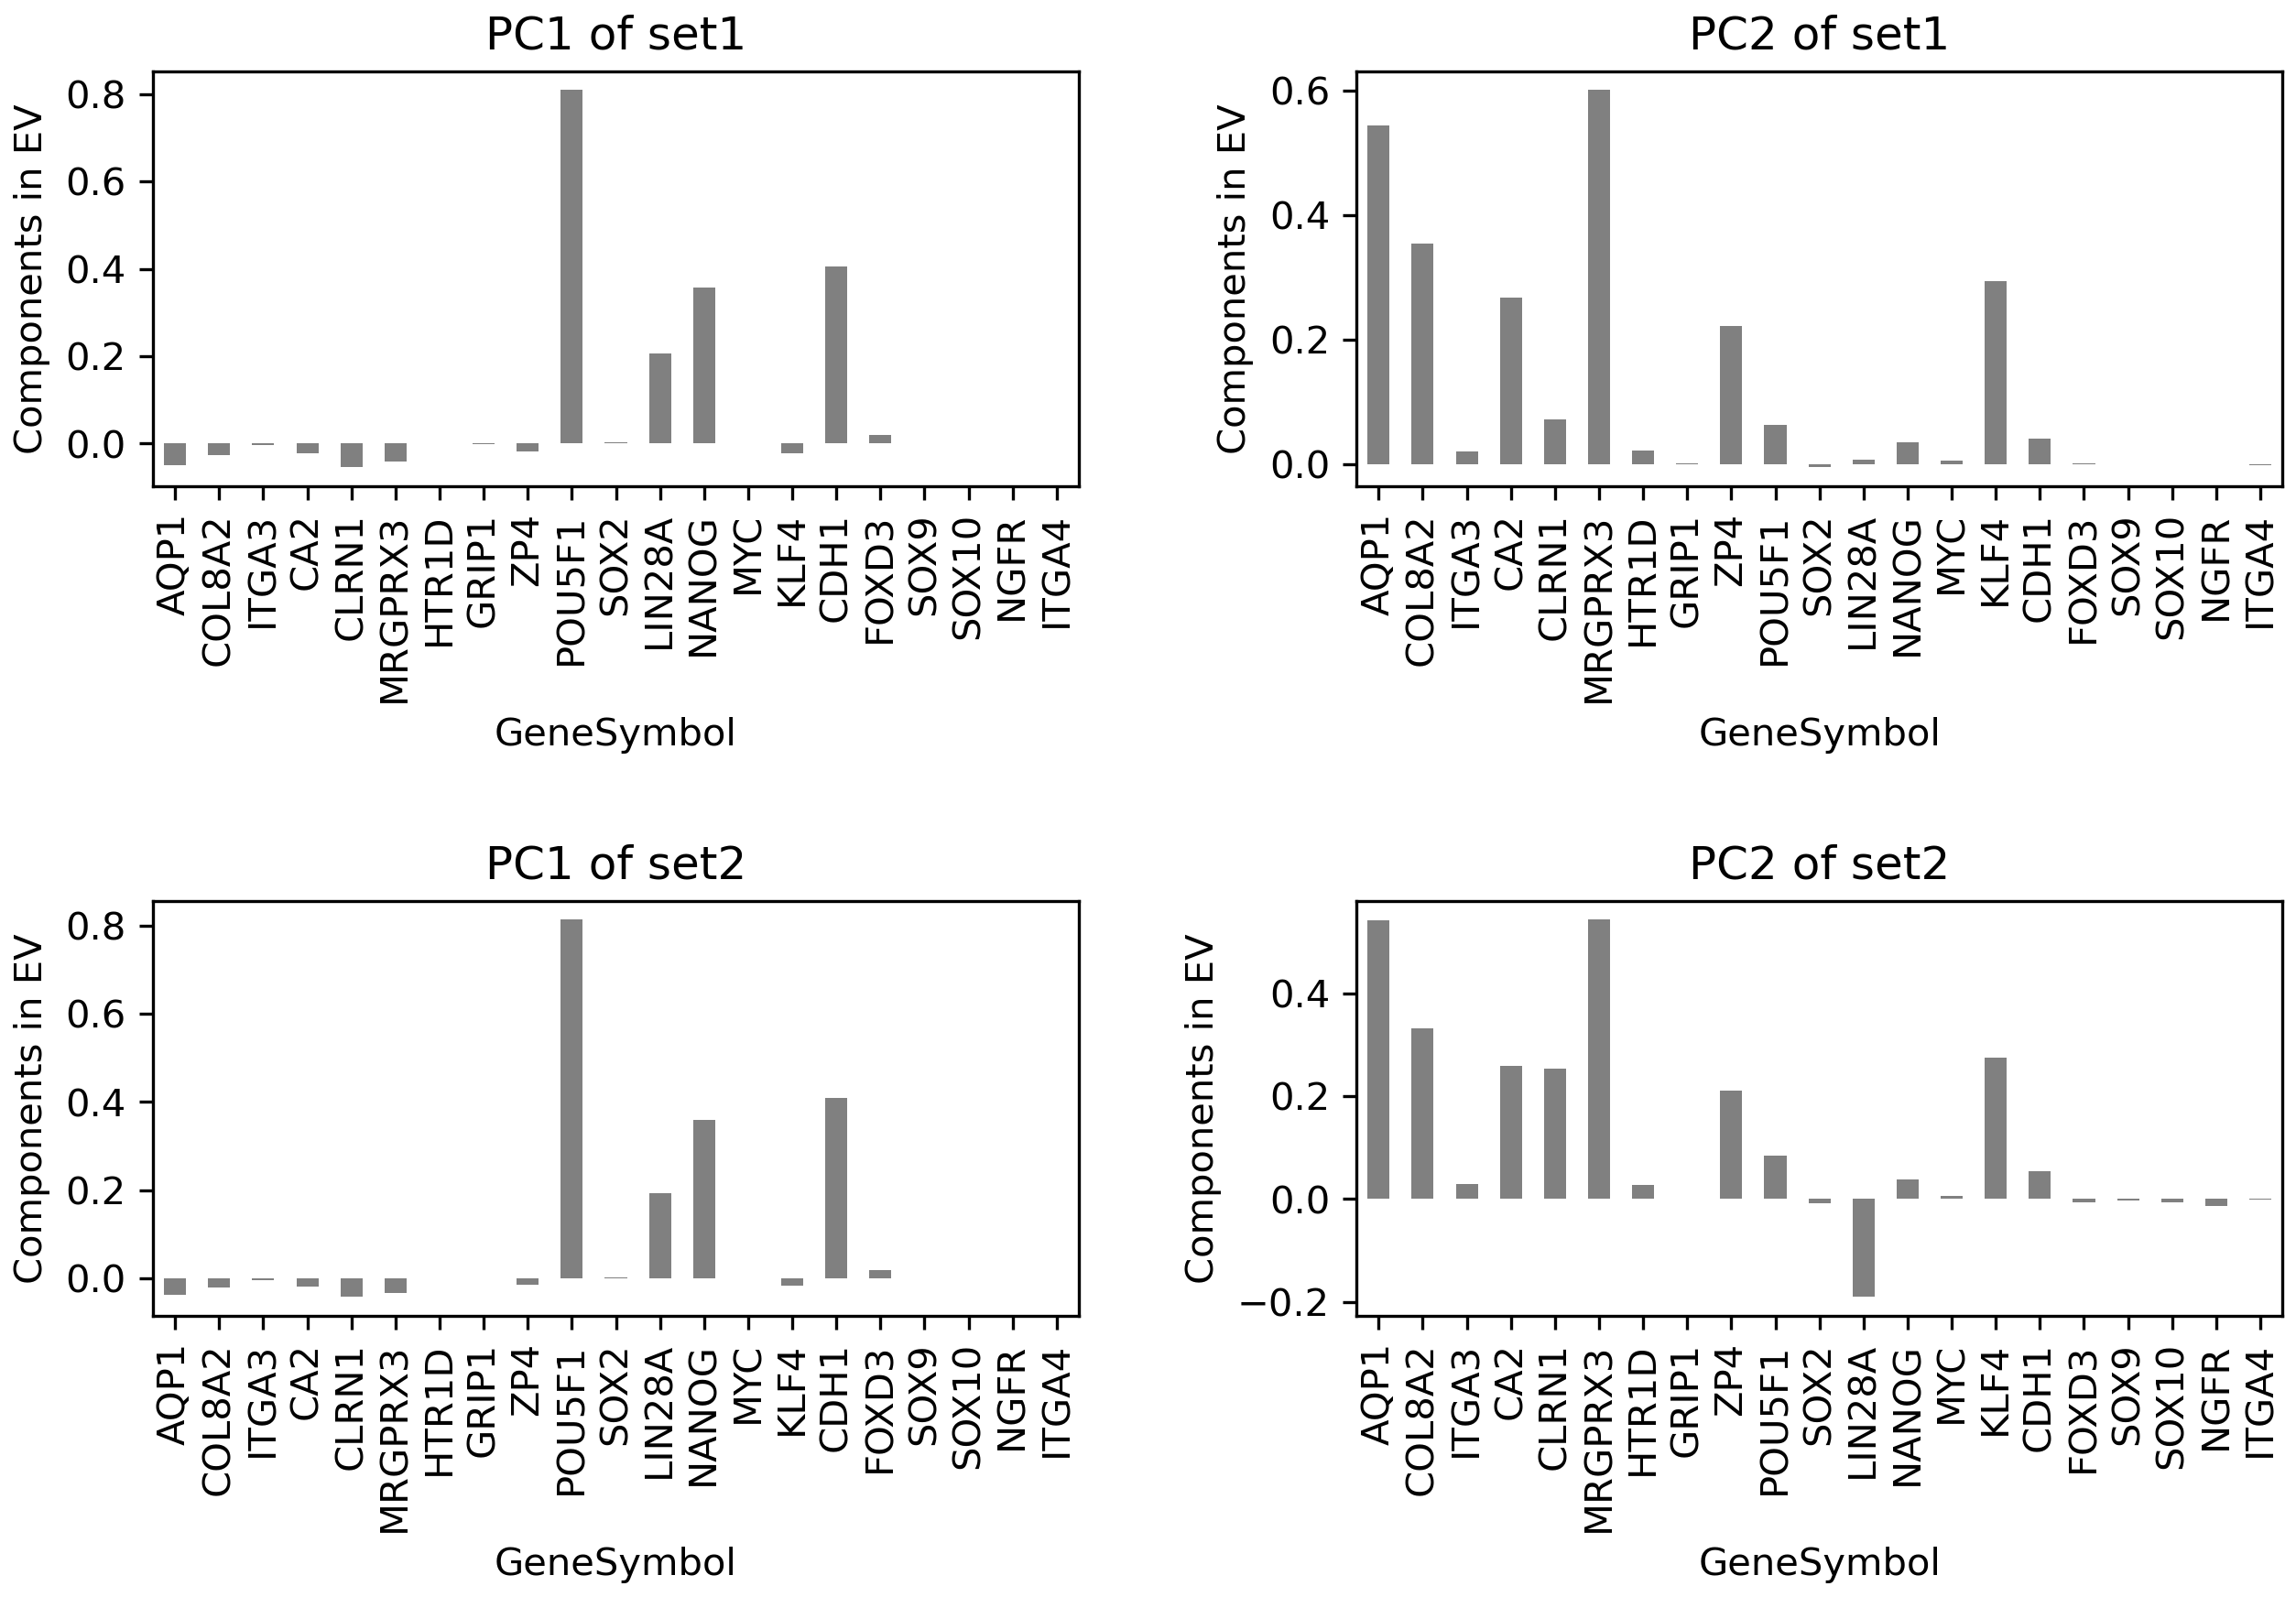 PC1 of set1
Components in EV
0.8
0.6
0.4
0.2
0.0
AQP1
COL8A2
ITGA3
CA2
CLRN1
MRGPRX3
HTR1D
GRIP1
ZP4
POU5F1
SOX2
LIN28A
NANOG
MYC
KLF4
CDH1
FOXD3
SOX9
SOX10
NGFR
ITGA4
GeneSymbol
PC2 of set1
Components in EV
0.6
0.4
0.2
0.0
AQP1
COL8A2
ITGA3
CA2
CLRN1
MRGPRX3
HTR1D
GRIP1
ZP4
POU5F1
SOX2
LIN28A
NANOG
MYC
KLF4
CDH1
FOXD3
SOX9
SOX10
NGFR
ITGA4
GeneSymbol
PC1 of set2
Components in EV
0.8
0.6
0.4
0.2
0.0
AQP1
COL8A2
ITGA3
CA2
CLRN1
MRGPRX3
HTR1D
GRIP1
ZP4
POU5F1
SOX2
LIN28A
NANOG
MYC
KLF4
CDH1
FOXD3
SOX9
SOX10
NGFR
ITGA4
GeneSymbol
PC2 of set2
Components in EV
0.4
0.2
0.0
−0.2
AQP1
COL8A2
ITGA3
CA2
CLRN1
MRGPRX3
HTR1D
GRIP1
ZP4
POU5F1
SOX2
LIN28A
NANOG
MYC
KLF4
CDH1
FOXD3
SOX9
SOX10
NGFR
ITGA4
GeneSymbol